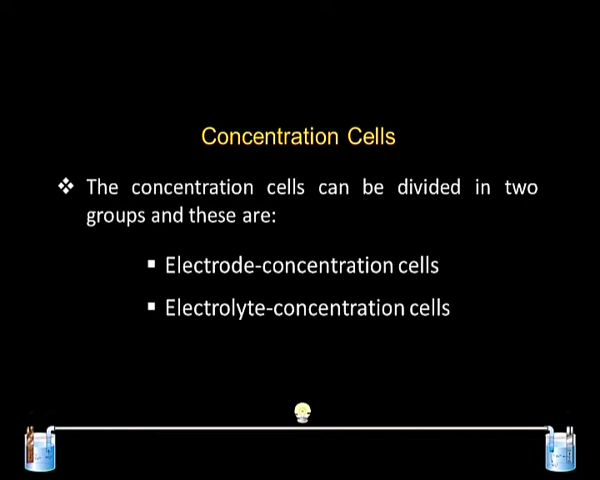 Concentration Cells
❖ The concentration cells can be divided in two
groups and these are:
▪ Electrode-concentration cells
▪ Electrolyte-concentration cells